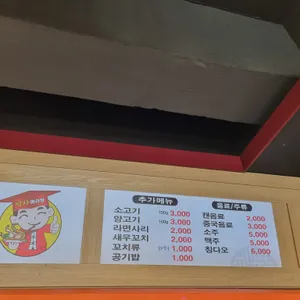 추가메뉴
소고기 100g 3,000
양고기 100g 3,000
라면사리 2,000
새우꼬치 2,000
꼬치류 1,000
공기밥 1,000
음료/주류
캔음료 2,000
중국음료 3,000
소주 5,000
맥주 5,000
칭다오 6,000